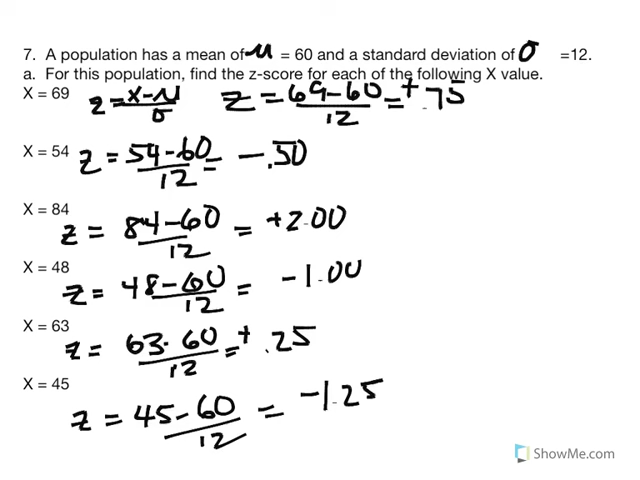 7. A population has a mean of μ = 60 and a standard deviation of σ =12.
a. For this population, find the z-score for each of the following X value.
X = 69 z = X - M / σ z = 69 - 60 / 12 = + .75
X = 54 z = 54 - 60 / 12 = - .50
X = 84
z = 84 - 60 / 12 = +2.00
X = 48
z = 48 - 60 / 12 = -1.00
X = 63
z = 63 - 60 / 12 = + .25
X = 45
z = 45 - 60 / 12 = -1.25
ShowMe.com